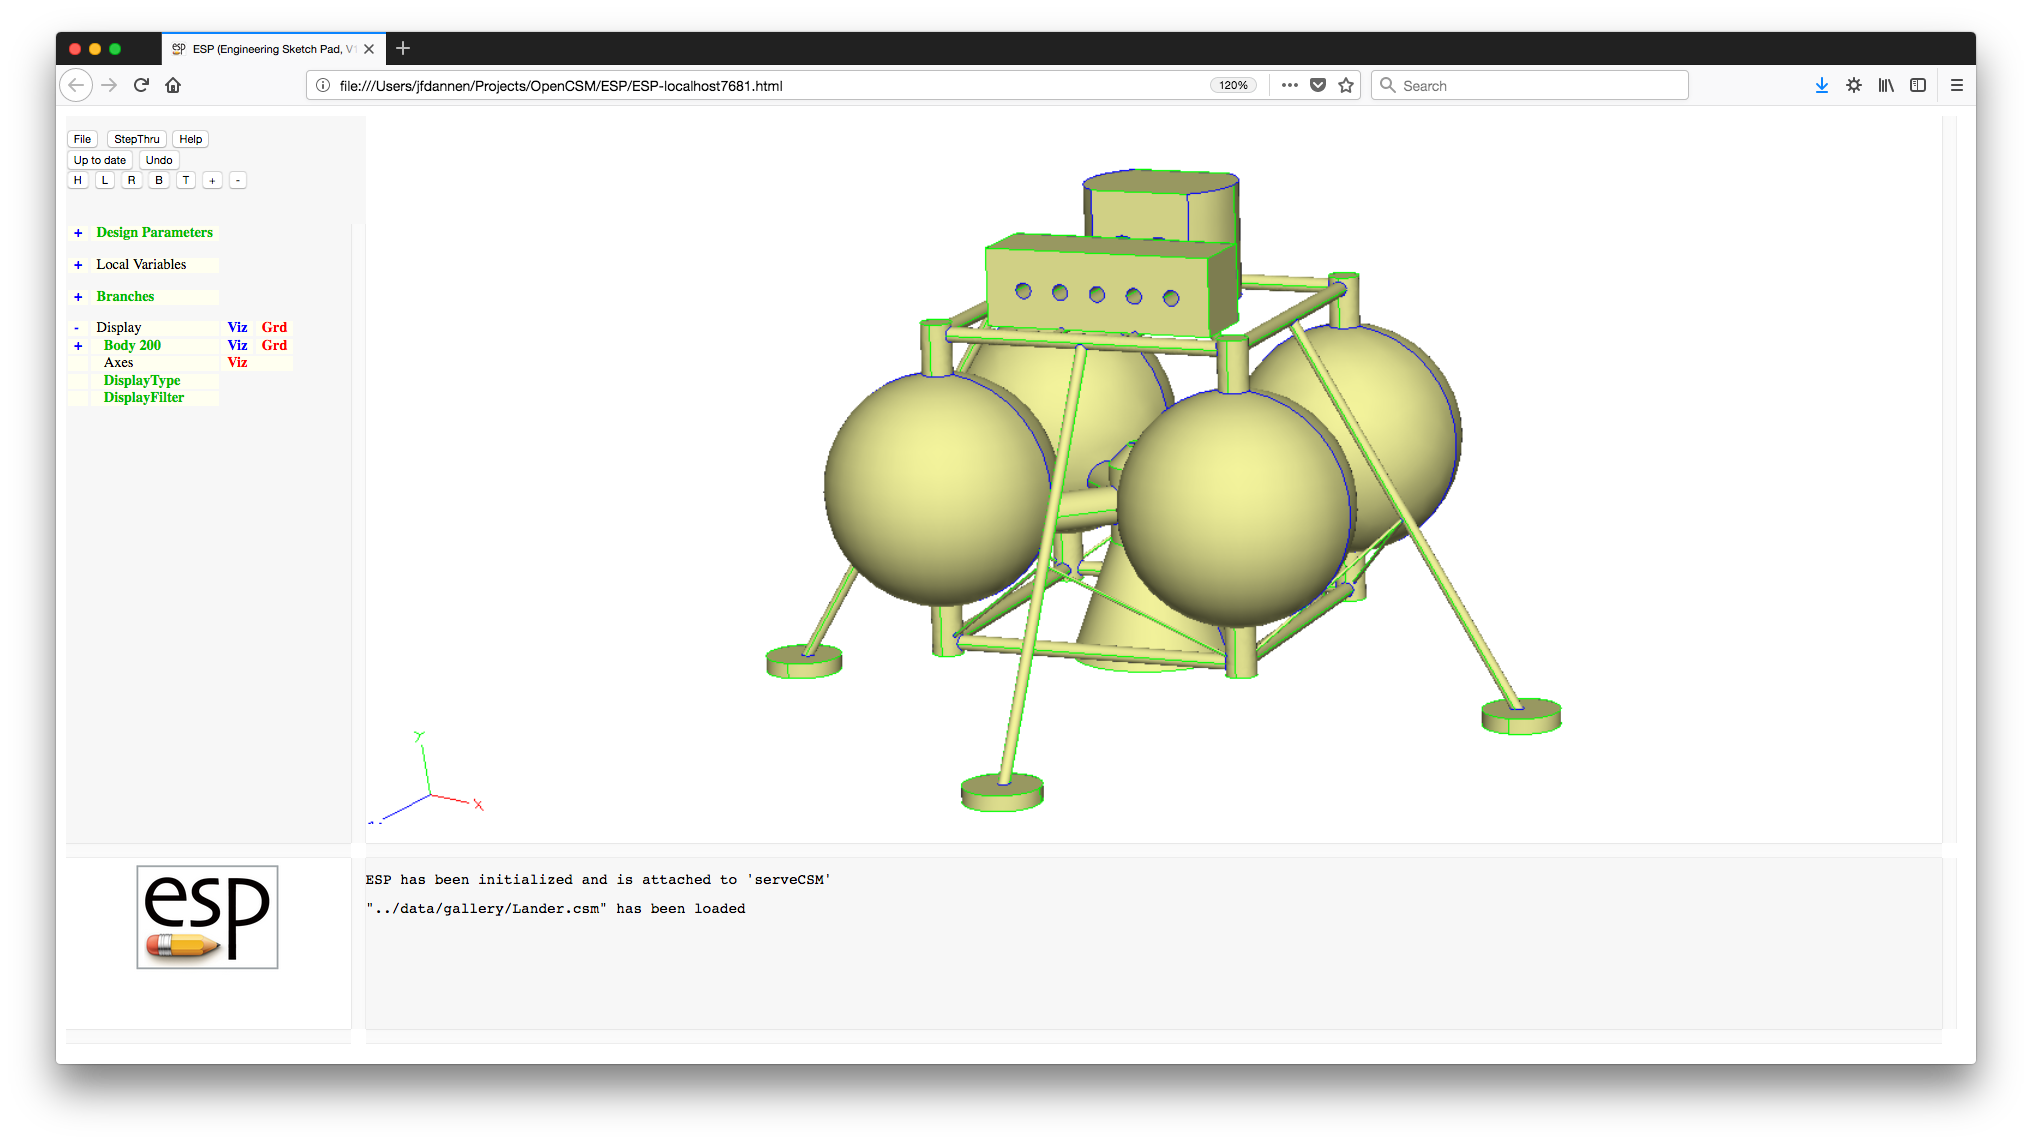 ESP (Engineering Sketch Pad, V1
file:///Users/jfdannen/Projects/OpenCSM/ESP/ESP-localhost7681.html
120%
Search
File StepThru Help
Up to date Undo
H L R B T + -
+ Design Parameters
+ Local Variables
+ Branches
- Display Viz Grd
+ Body 200 Viz Grd
Axes Viz
DisplayType
DisplayFilter
Y
X
esp
ESP has been initialized and is attached to 'serveCSM'
"../data/gallery/Lander.csm" has been loaded